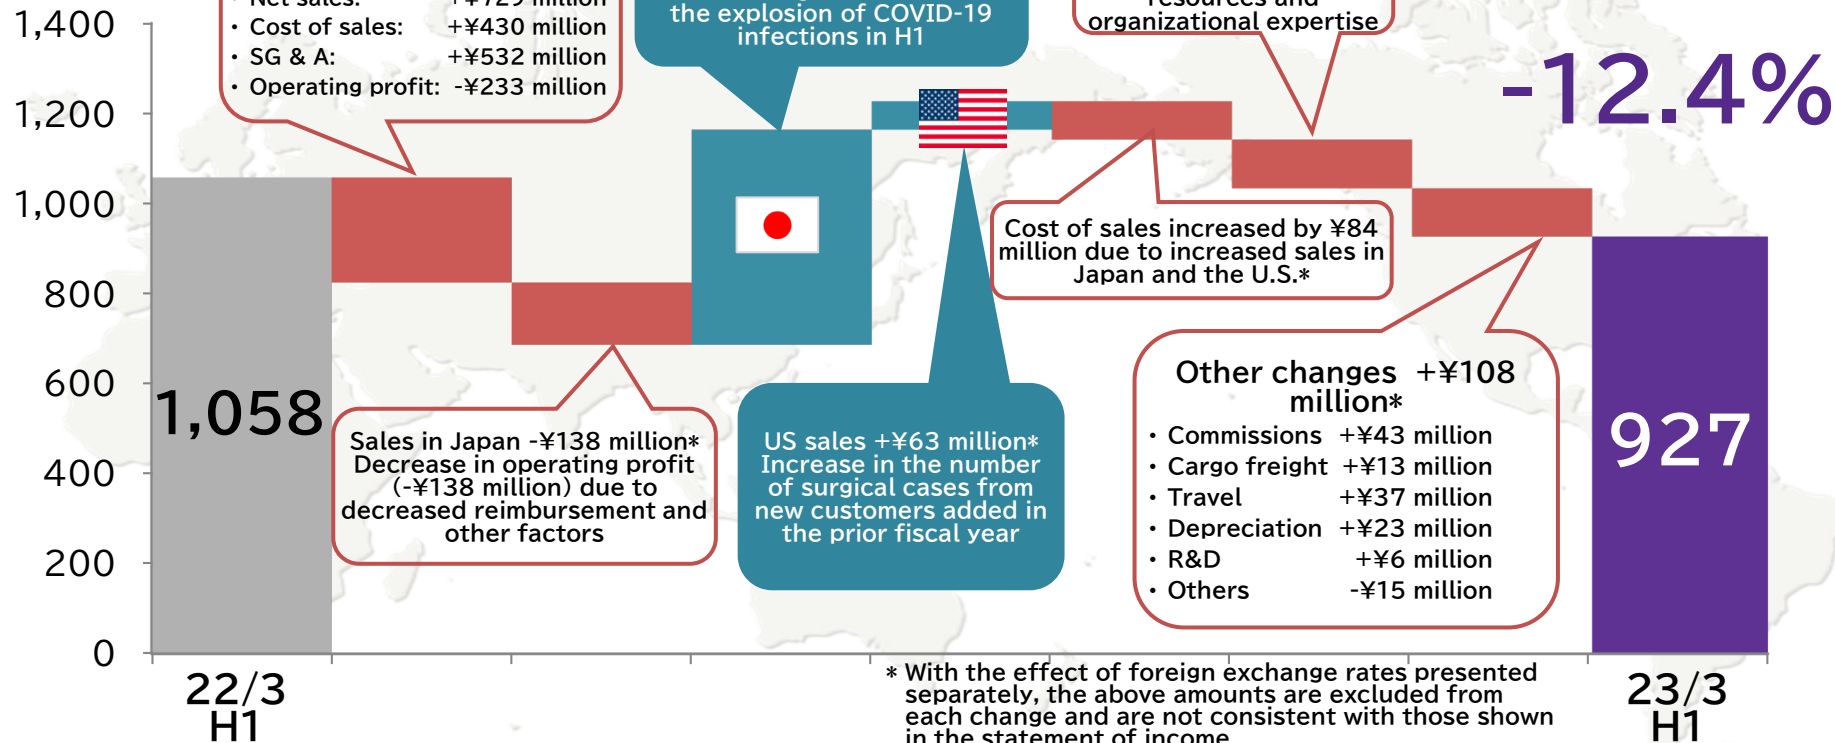 Net sales: +¥729 million
• Cost of sales: +¥430 million
• SG & A: +¥532 million
• Operating profit: -¥233 million
the explosion of COVID-19
infections in H1
resources and
organizational expertise
-12.4%
1,400
1,200
1,000
800
600
400
200
0
1,058
Sales in Japan -¥138 million*
Decrease in operating profit
(-¥138 million) due to
decreased reimbursement and
other factors
US sales +¥63 million*
Increase in the number
of surgical cases from
new customers added in
the prior fiscal year
Cost of sales increased by ¥84
million due to increased sales in
Japan and the U.S.*
Other changes +¥108
million*
• Commissions +¥43 million
• Cargo freight +¥13 million
• Travel +¥37 million
• Depreciation +¥23 million
• R&D +¥6 million
• Others -¥15 million
927
22/3
H1
23/3
H1
* With the effect of foreign exchange rates presented
separately, the above amounts are excluded from
each change and are not consistent with those shown
in the statement of income